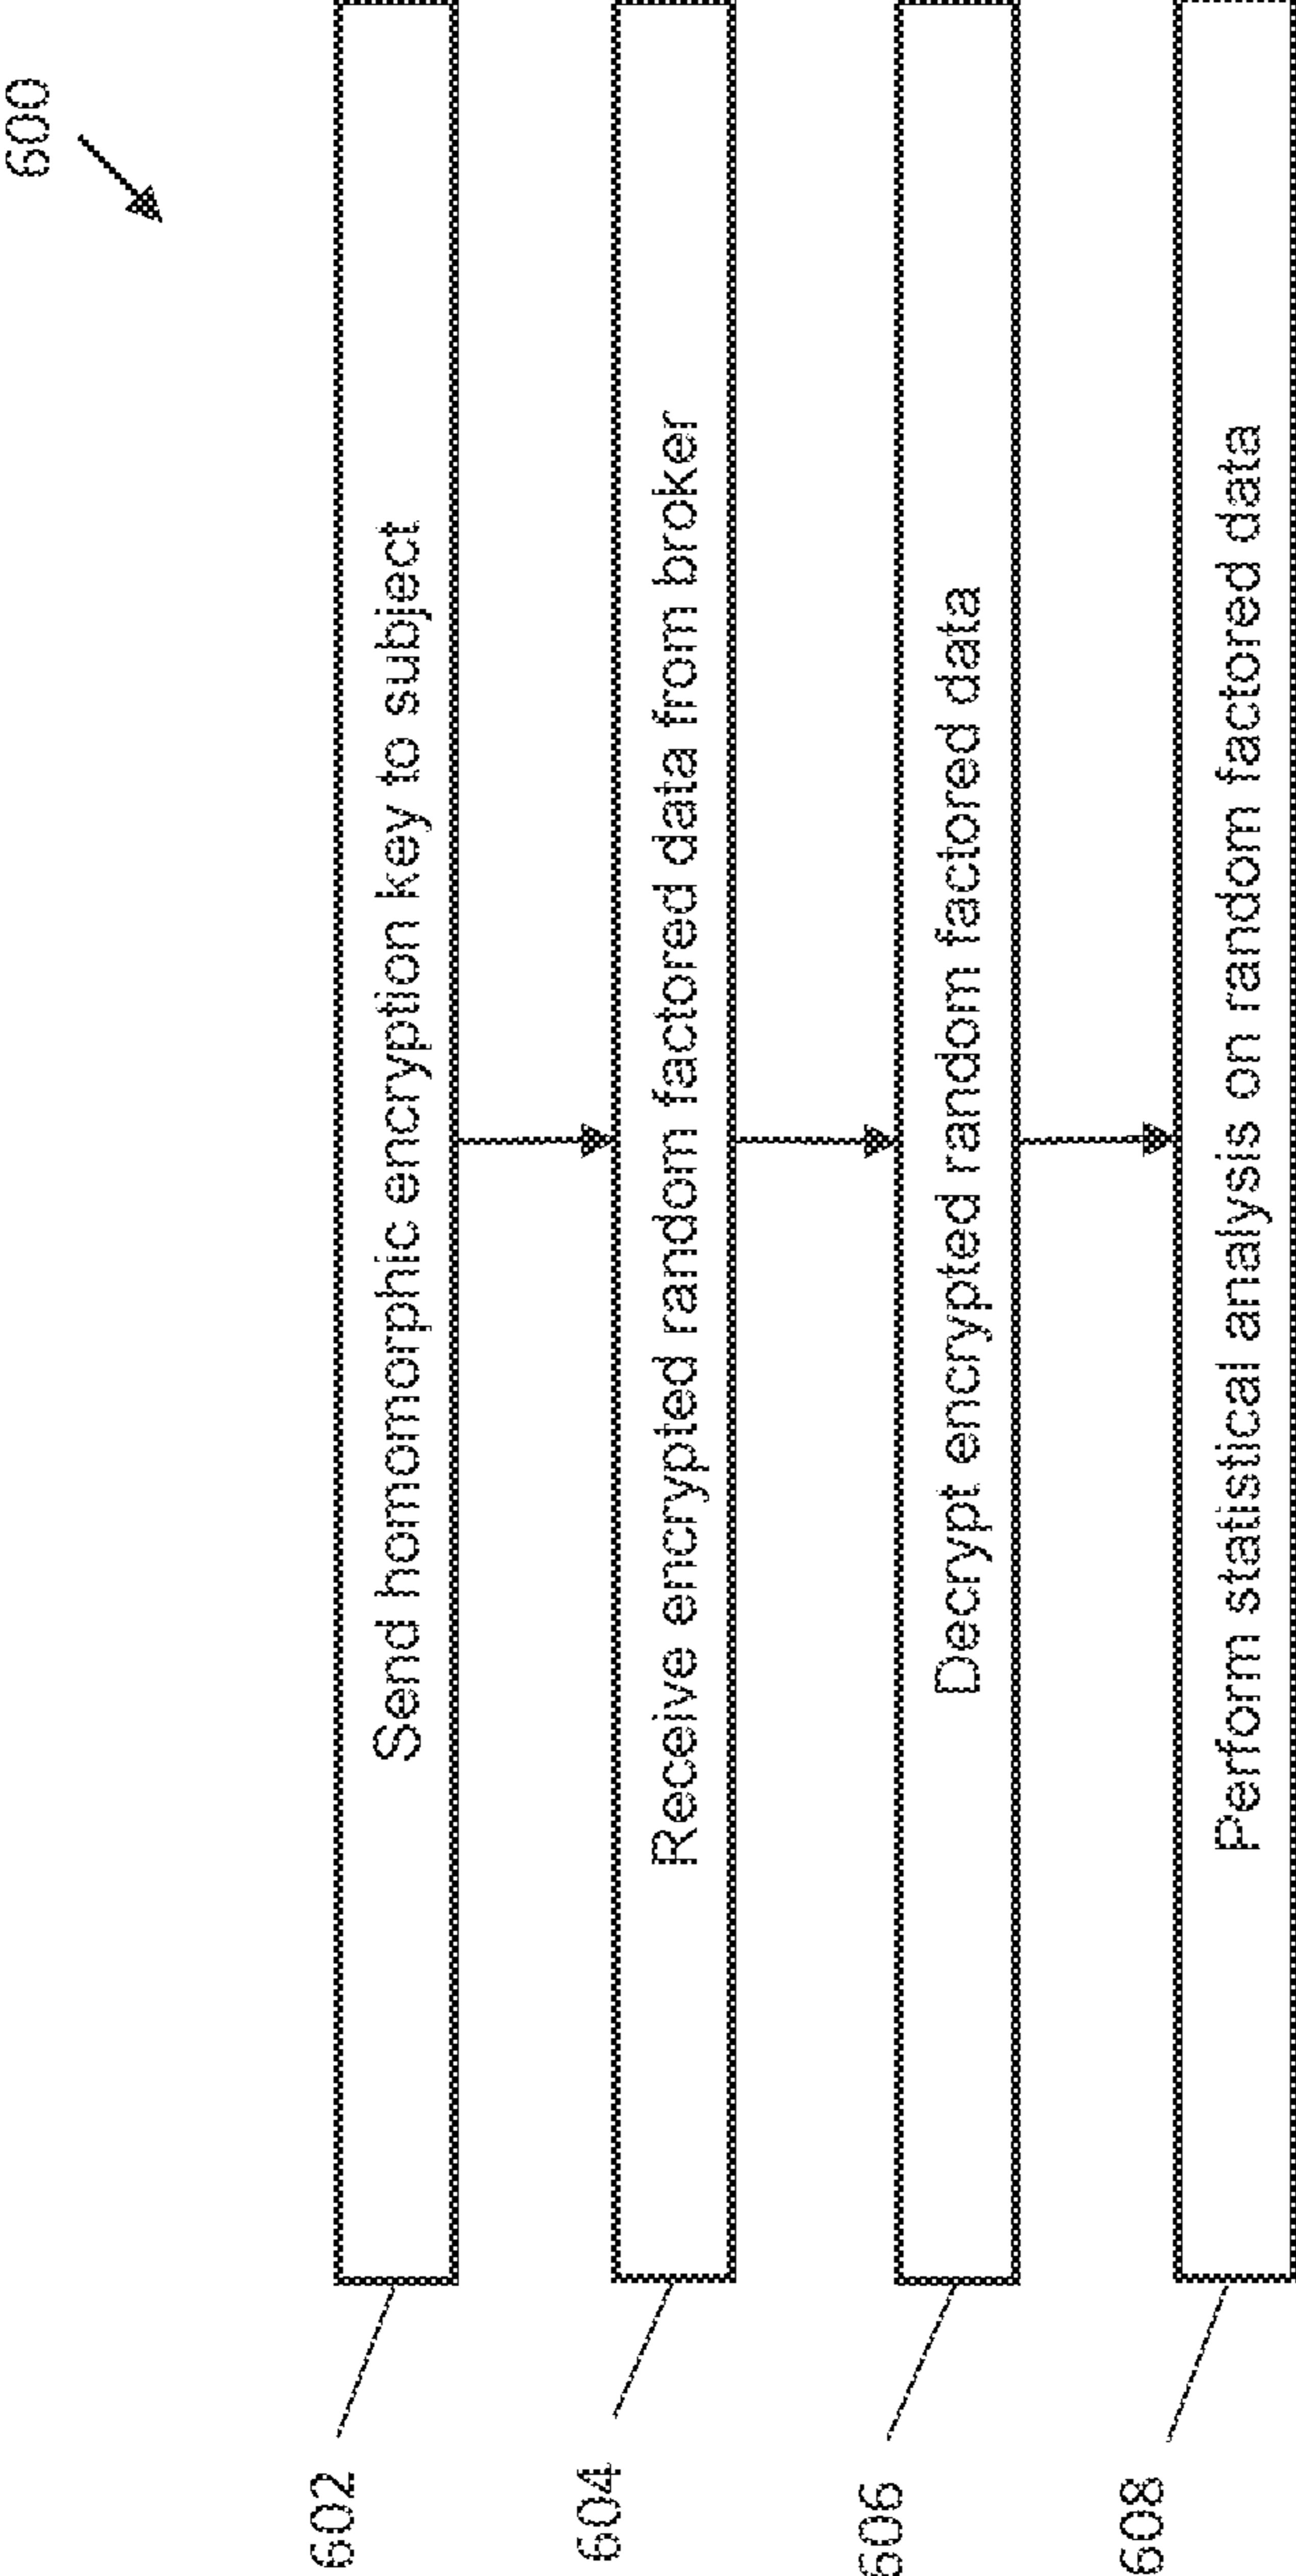 600
602
Send homomorphic encryption key to subject
604
Receive encrypted random factored data from broker
606
Decrypt encrypted random factored data
608
Perform statistical analysis on random factored data